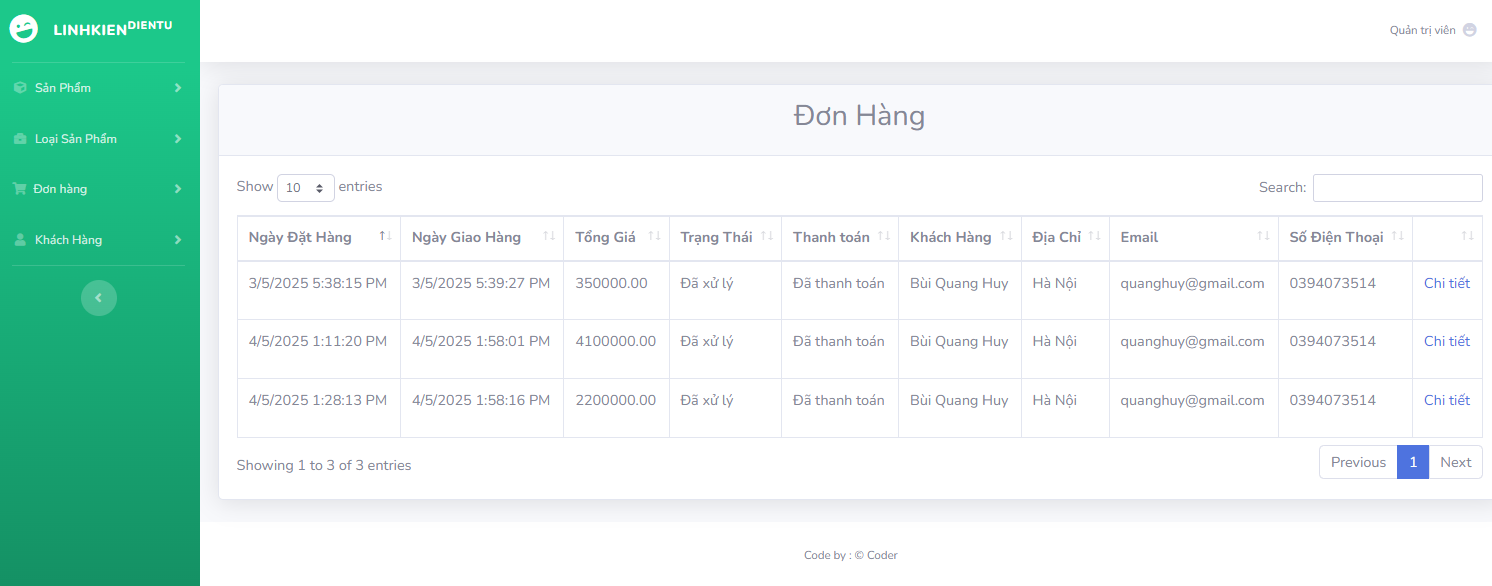 LINHKIENDIENTU
Quản trị viên
Sản Phẩm
Loại Sản Phẩm
Đơn hàng
Khách Hàng
Đơn Hàng
Show 10 entries
Search:
Ngày Đặt Hàng Ngày Giao Hàng Tổng Giá Trạng Thái Thanh toán Khách Hàng Địa Chỉ Email Số Điện Thoại
3/5/2025 5:38:15 PM 3/5/2025 5:39:27 PM 350000.00 Đã xử lý Đã thanh toán Bùi Quang Huy Hà Nội quanghuy@gmail.com 0394073514 Chi tiết
4/5/2025 1:11:20 PM 4/5/2025 1:58:01 PM 4100000.00 Đã xử lý Đã thanh toán Bùi Quang Huy Hà Nội quanghuy@gmail.com 0394073514 Chi tiết
4/5/2025 1:28:13 PM 4/5/2025 1:58:16 PM 2200000.00 Đã xử lý Đã thanh toán Bùi Quang Huy Hà Nội quanghuy@gmail.com 0394073514 Chi tiết
Showing 1 to 3 of 3 entries
Previous 1 Next
Code by : © Coder